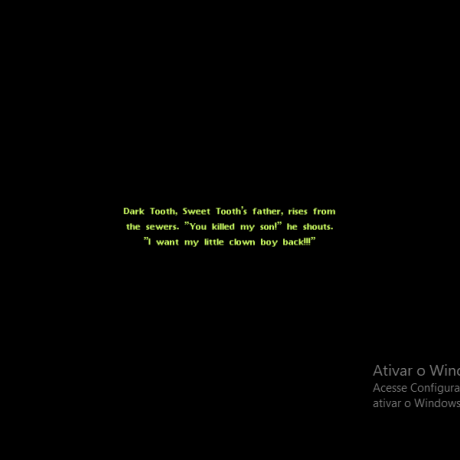 Dark Tooth, Sweet Tooth's father, rises from
the sewers. "You killed my son!" he shouts.
"I want my little clown boy back!!!"
Ativar o Wind
Acesse Configura
ativar o Windows